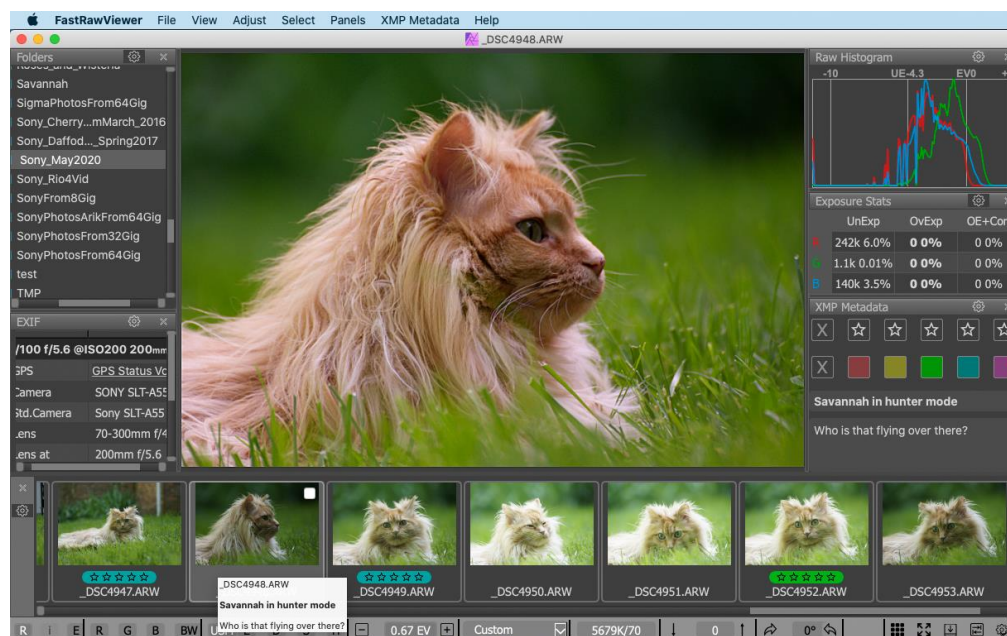 FastRawViewer File View Adjust Select Panels XMP Metadata Help
_DSC4948.ARW
Folders
Roses_and_Wisteria
Savannah
SigmaPhotosFrom64Gig
Sony_Cherry...mMarch_2016
Sony_Daffod..._Spring2017
Sony_May2020
Sony_Rio4Vid
SonyFrom8Gig
SonyPhotosArikFrom64Gig
SonyPhotosFrom32Gig
SonyPhotosFrom64Gig
test
TMP
EXIF
/100 f/5.6 @ISO200 200mm
GPS GPS Status Vo
Camera SONY SLT-A55
Std.Camera Sony SLT-A55
Lens 70-300mm f/4
Lens at 200mm f/5.6
Raw Histogram
-10 UE-4.3 EV0 +
Exposure Stats
UnExp OvExp OE+Cor
R 242k 6.0% 0 0% 0 0%
G 1.1k 0.01% 0 0% 0 0%
B 140k 3.5% 0 0% 0 0%
XMP Metadata
X
X
Savannah in hunter mode
Who is that flying over there?
_DSC4947.ARW
_DSC4949.ARW
_DSC4950.ARW
_DSC4951.ARW
_DSC4952.ARW
_DSC4953.ARW
_DSC4948.ARW
Savannah in hunter mode
Who is that flying over there?
R i E R G B BW 0.67 EV Custom 5679K/70 0 0°